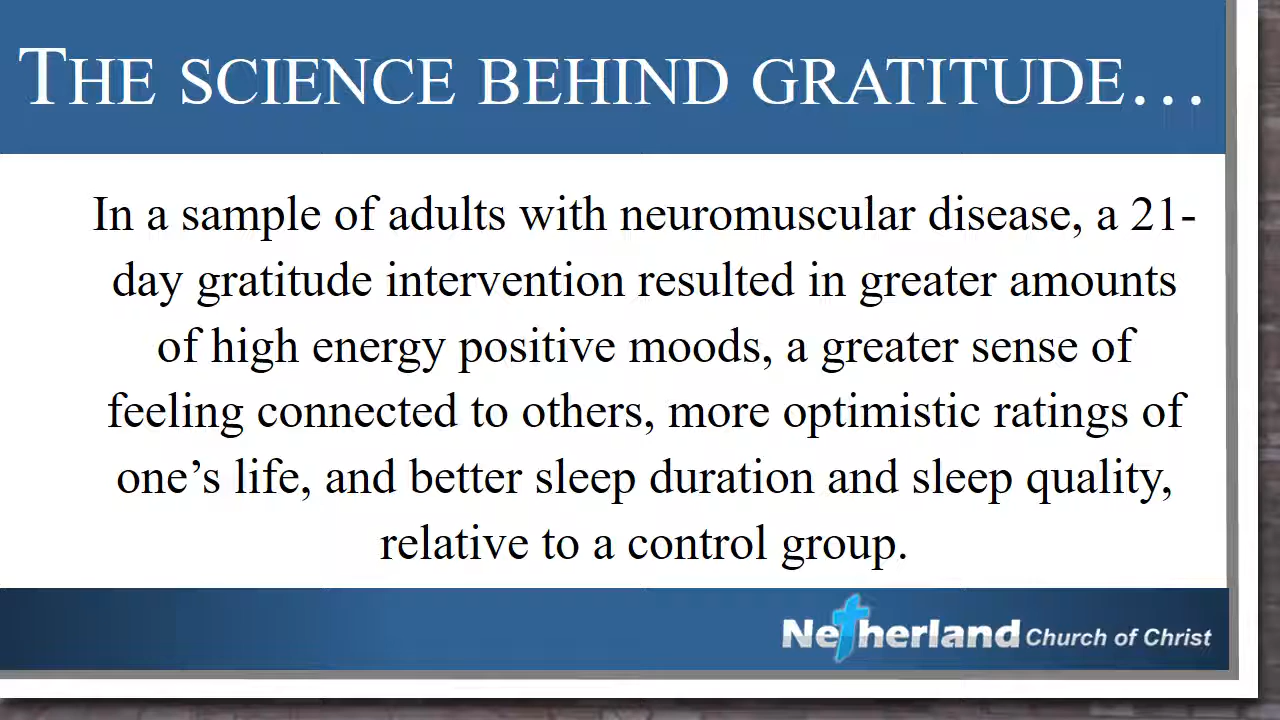 THE SCIENCE BEHIND GRATITUDE…
In a sample of adults with neuromuscular disease, a 21-
day gratitude intervention resulted in greater amounts
of high energy positive moods, a greater sense of
feeling connected to others, more optimistic ratings of
one’s life, and better sleep duration and sleep quality,
relative to a control group.
Netherland Church of Christ